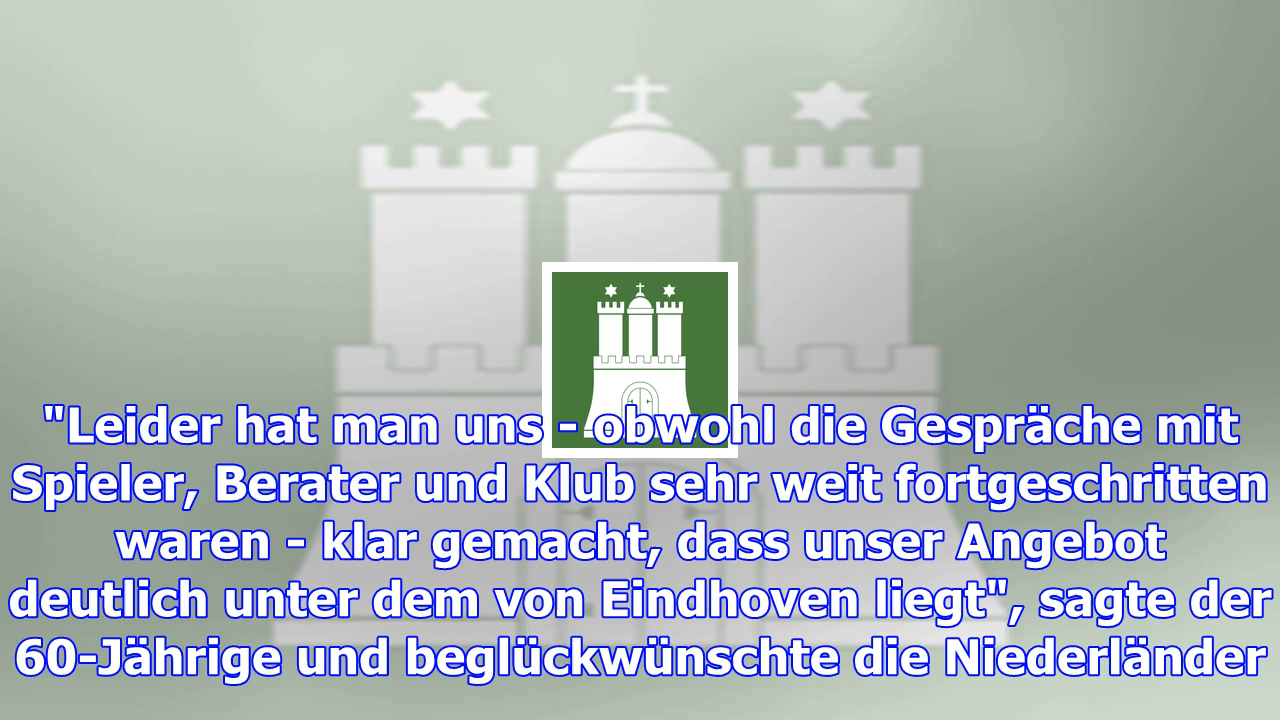 "Leider hat man uns - obwohl die Gespräche mit
Spieler, Berater und Klub sehr weit fortgeschritten
waren - klar gemacht, dass unser Angebot
deutlich unter dem von Eindhoven liegt", sagte der
60-Jährige und beglückwünschte die Niederländer